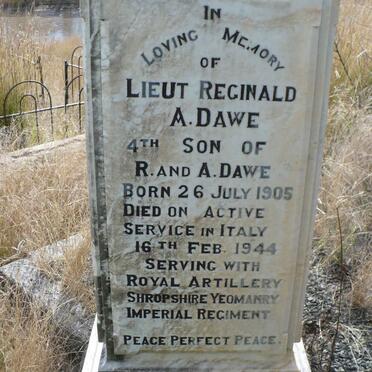 IN
LOVING MEMORY
OF
LIEUT REGINALD
A. DAWE
4TH SON OF
R. AND A. DAWE
BORN 26 JULY 1905
DIED ON ACTIVE
SERVICE IN ITALY
16TH FEB. 1944
SERVING WITH
ROYAL ARTILLERY
SHROPSHIRE YEOMANRY
IMPERIAL REGIMENT
PEACE PERFECT PEACE.